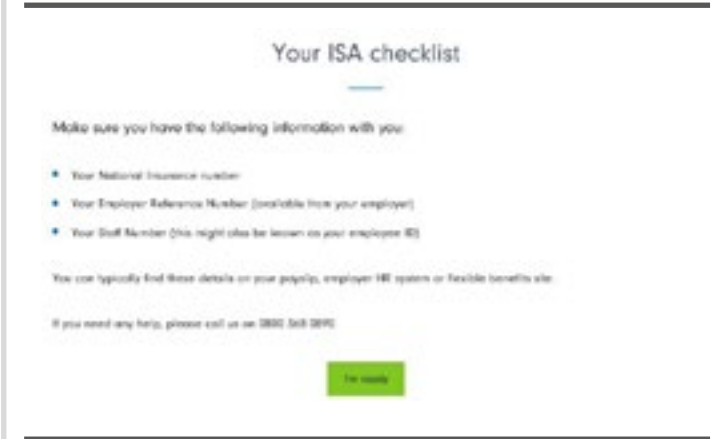 Your ISA checklist
Make sure you have the following information with you:
Your National Insurance number
Your Employer Reference Number (available from your employer)
Your Staff Number (this might also be known as your employee ID)
You can typically find these details on your payslip, employer HR system or flexible benefits site
If you need any help, please call us on 0800
I'm ready